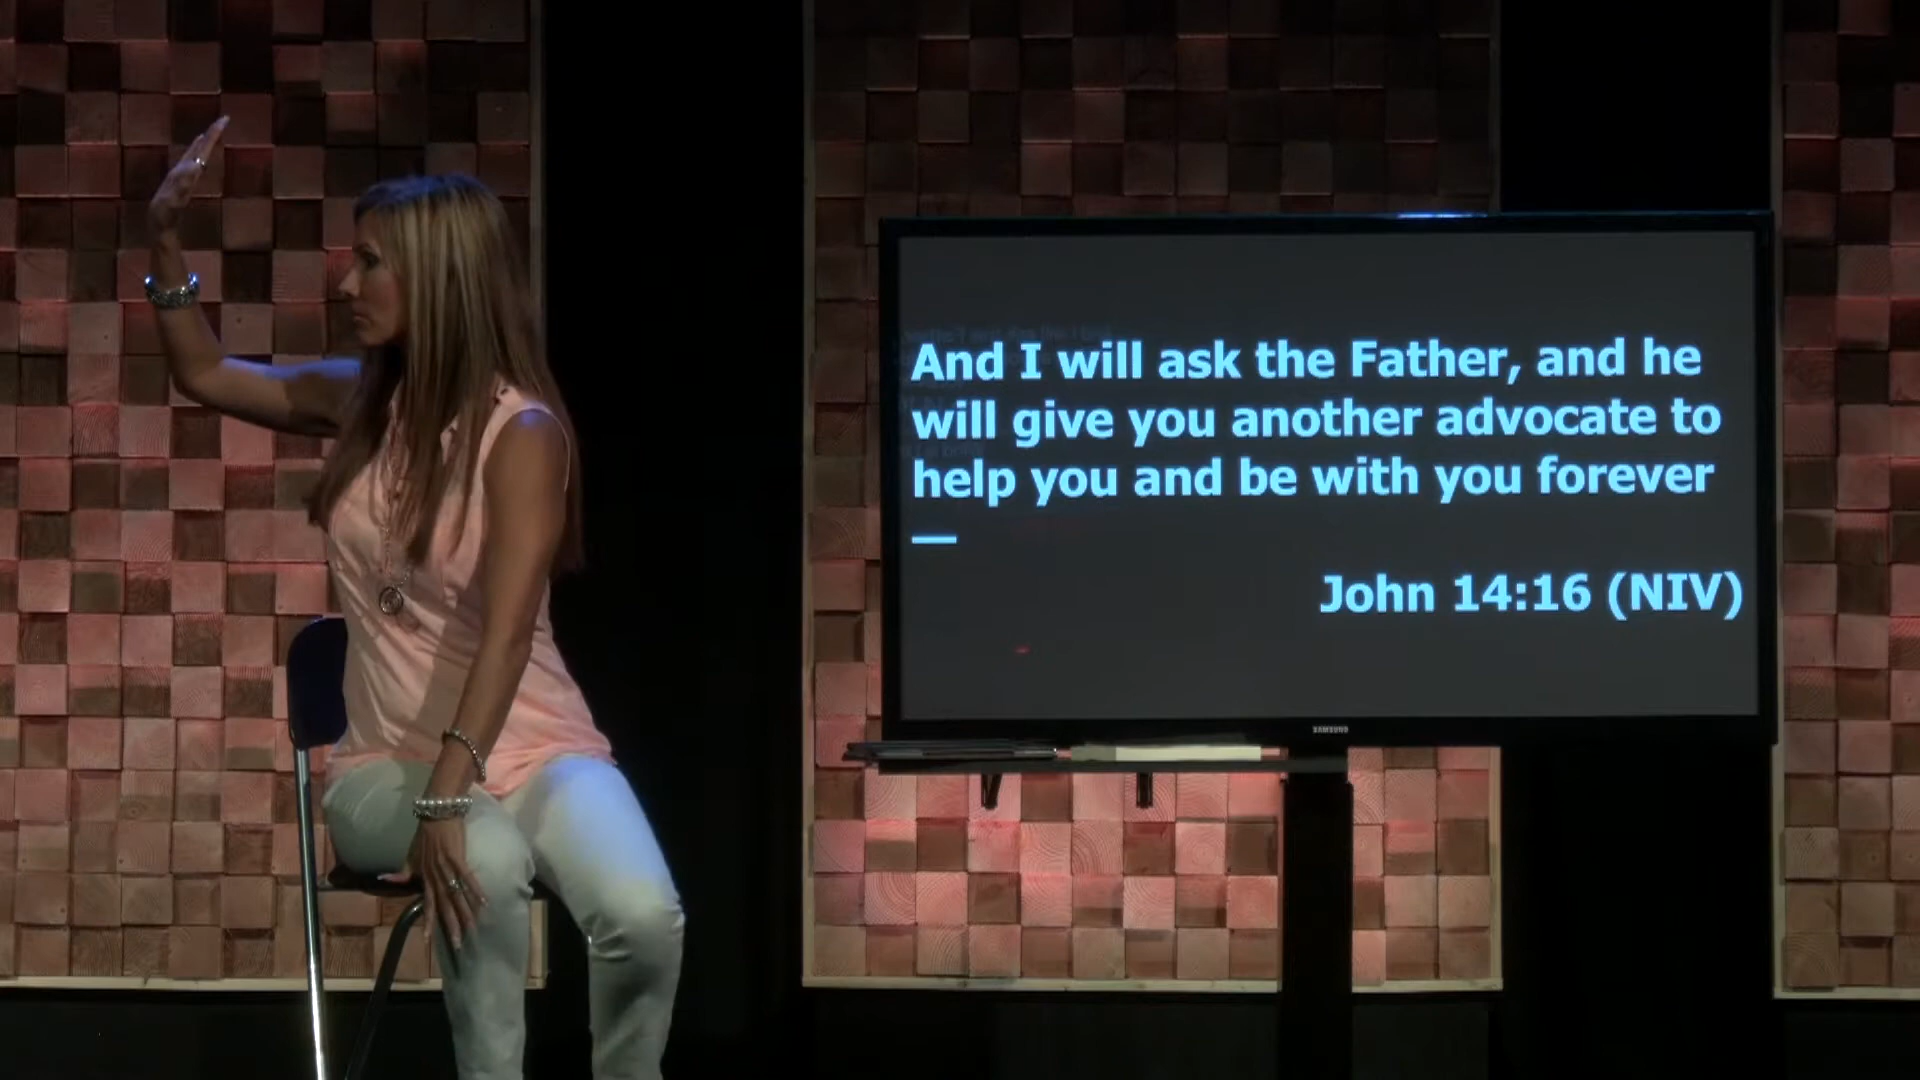 And I will ask the Father, and he
will give you another advocate to
help you and be with you forever
—
John 14:16 (NIV)
SAMSUNG